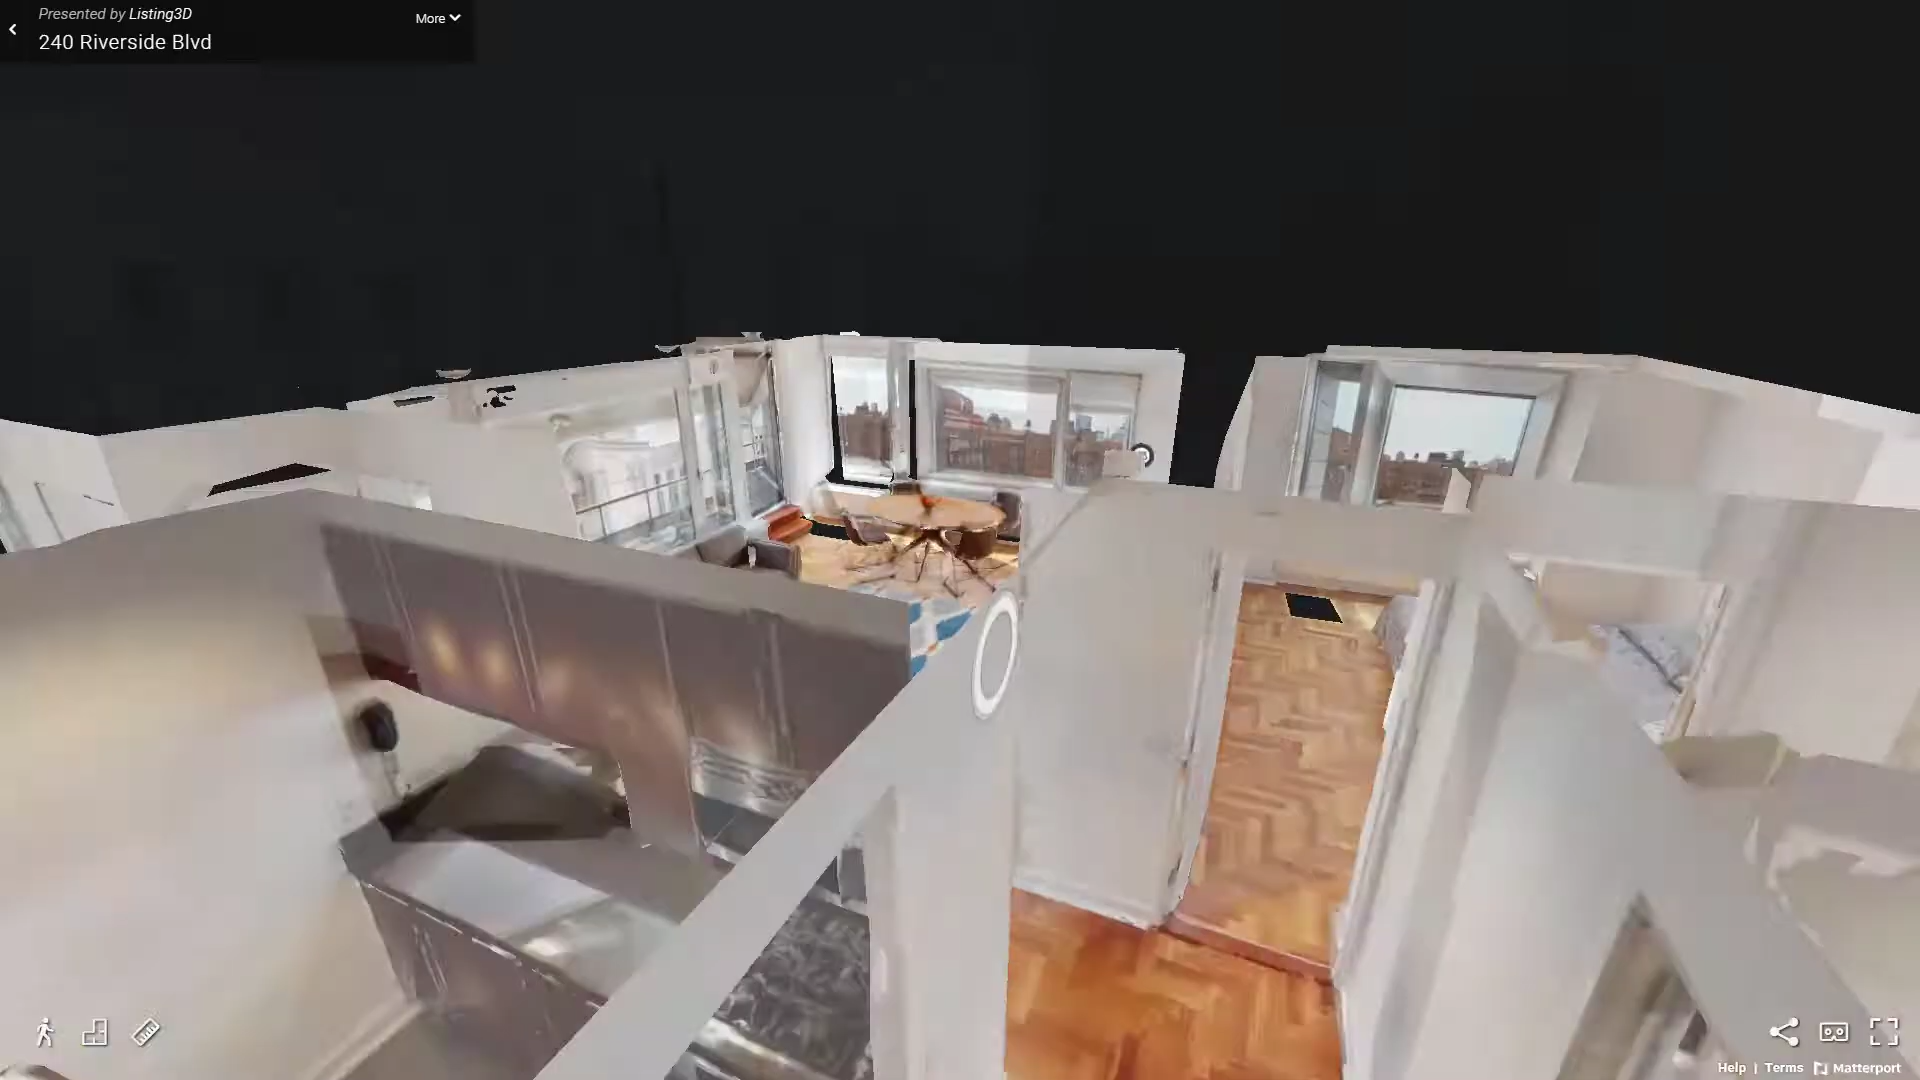 Presented by Listing3D
More
240 Riverside Blvd
Help | Terms Matterport